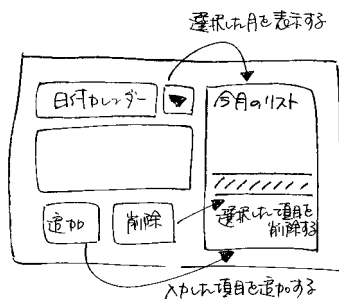 選択した月を表示する
日付カレンダー
今月のリスト
追加
削除
選択した項目を
削除する
入力した項目を追加する